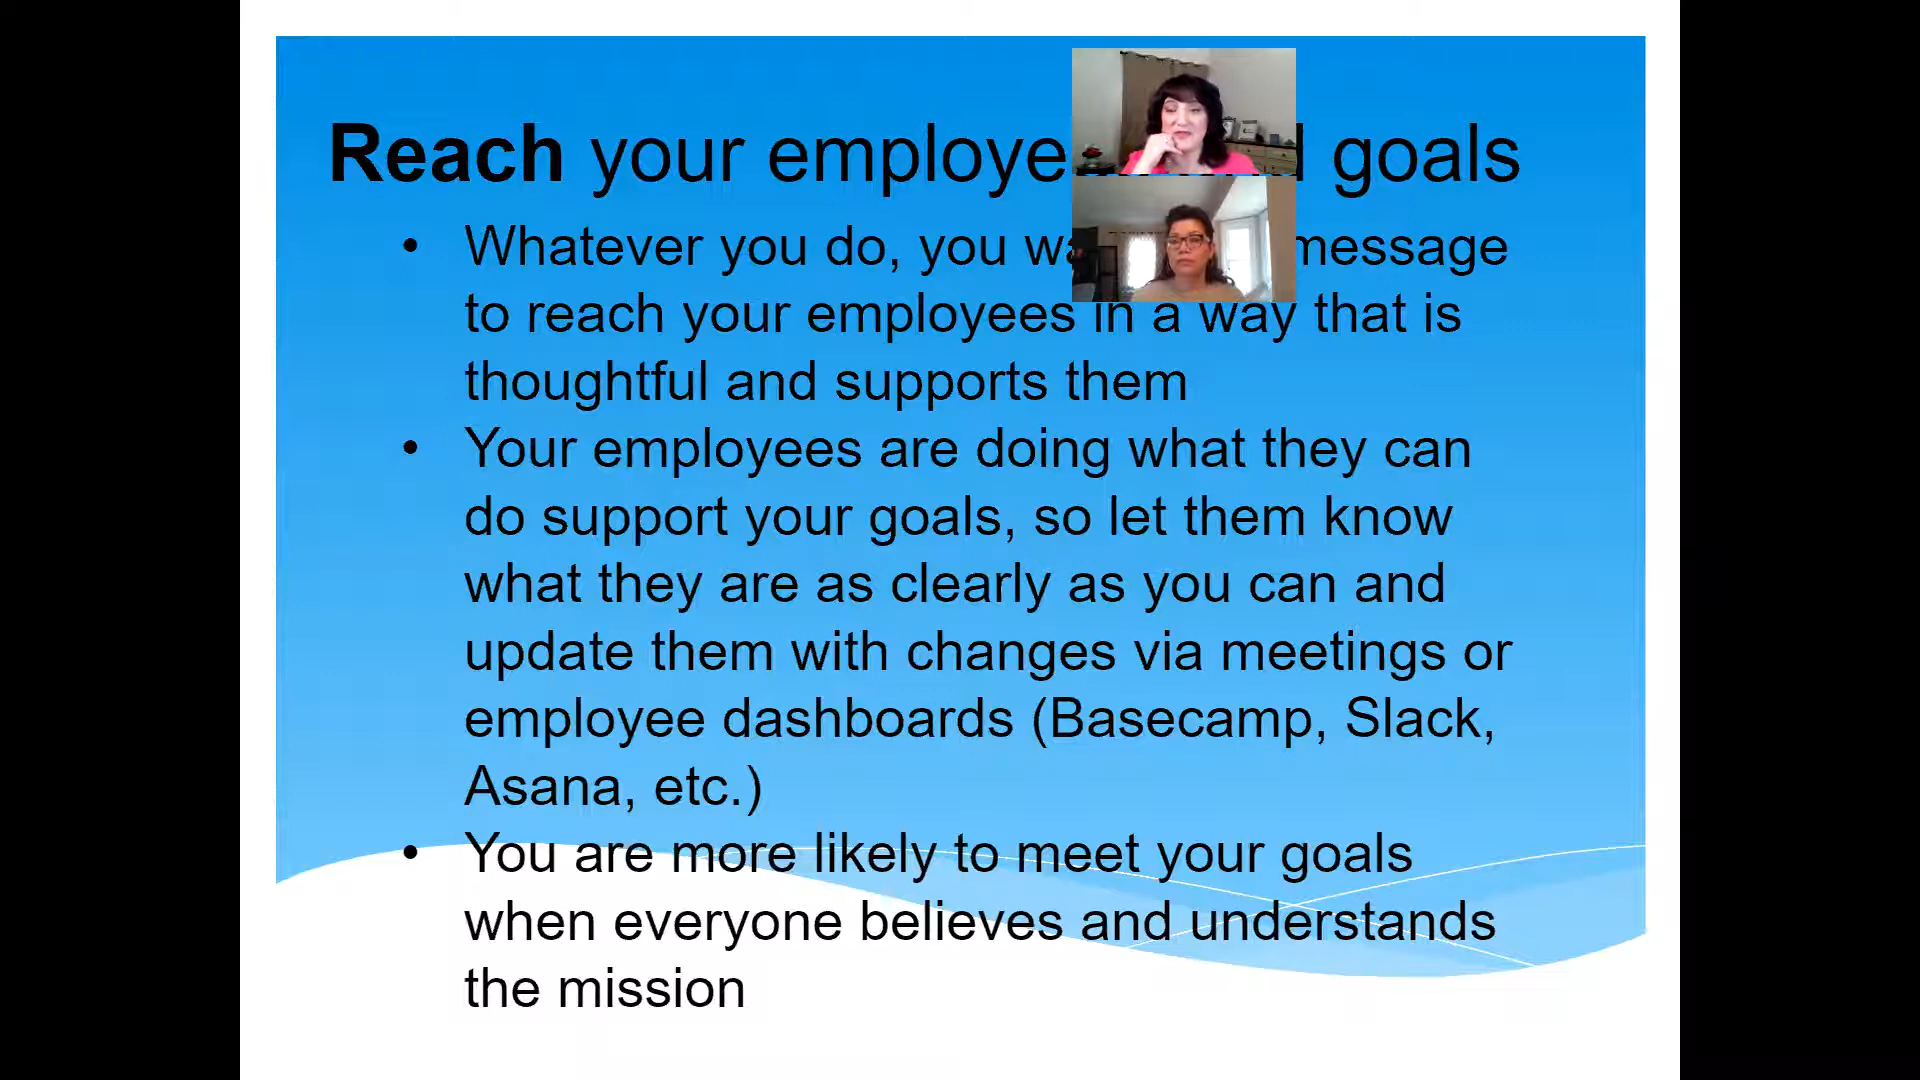 Reach your employe goals
• Whatever you do, you wa message
to reach your employees in a way that is
thoughtful and supports them
• Your employees are doing what they can
do support your goals, so let them know
what they are as clearly as you can and
update them with changes via meetings or
employee dashboards (Basecamp, Slack,
Asana, etc.)
• You are more likely to meet your goals
when everyone believes and understands
the mission